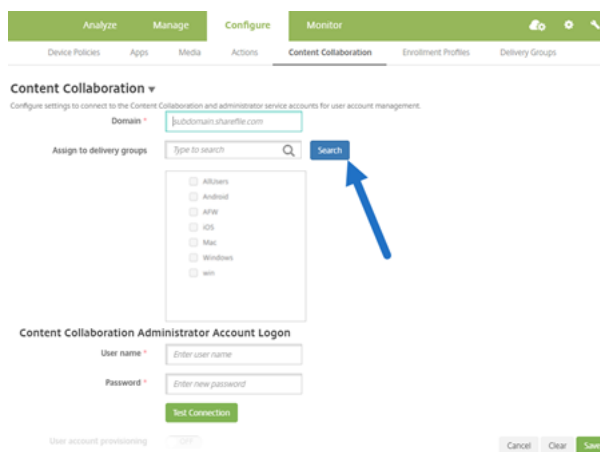 Analyze Manage Configure Monitor
Device Policies Apps Media Actions Content Collaboration Enrollment Profiles Delivery Groups
Content Collaboration
Configure settings to connect to the Content Collaboration and administrator service accounts for user account management.
Domain * subdomain.sharefile.com
Assign to delivery groups Type to search Search
AllUsers
Android
AFW
iOS
Mac
Windows
win
Content Collaboration Administrator Account Logon
User name * Enter user name
Password * Enter new password
Test Connection
User account provisioning OFF
Cancel Clear Save